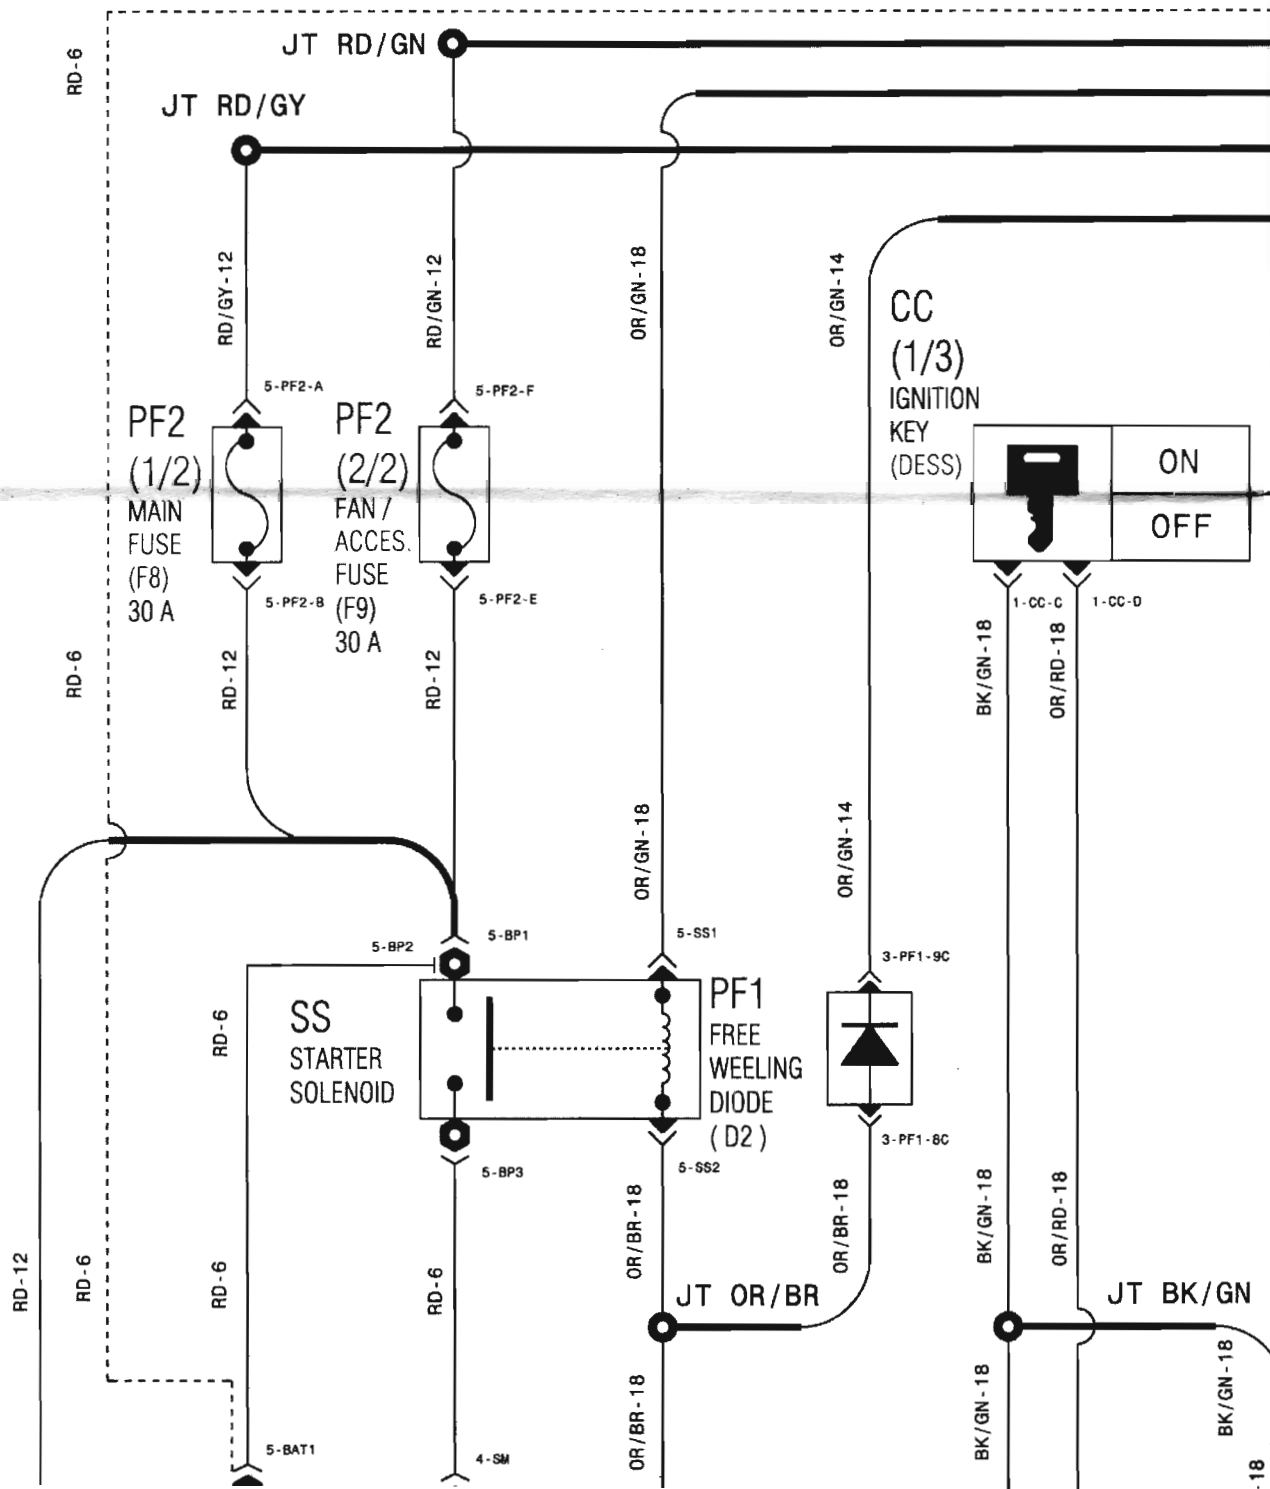 RD-6
JT RD/GN
JT RD/GY
RD/GY-12
RD/GN-12
OR/GN-18
OR/GN-14
CC
(1/3)
IGNITION
KEY
(DESS)
ON
OFF
5-PF2-A
5-PF2-F
PF2
(1/2)
MAIN
FUSE
(F8)
30 A
PF2
(2/2)
FAN/
ACCES.
FUSE
(F9)
30 A
5-PF2-B
5-PF2-E
1-CC-C
1-CC-D
RD-6
RD-12
RD-12
BK/GN-18
OR/RD-18
OR/GN-18
OR/GN-14
5-BP2
5-BP1
5-SS1
3-PF1-9C
SS
STARTER
SOLENOID
PF1
FREE
WEELING
DIODE
(D2)
RD-6
5-BP3
5-SS2
3-PF1-8C
RD-12
RD-6
RD-6
RD-6
OR/BR-18
OR/BR-18
BK/GN-18
OR/RD-18
JT OR/BR
JT BK/GN
OR/BR-18
BK/GN-18
BK/GN-18
5-BAT1
4-SM
-18